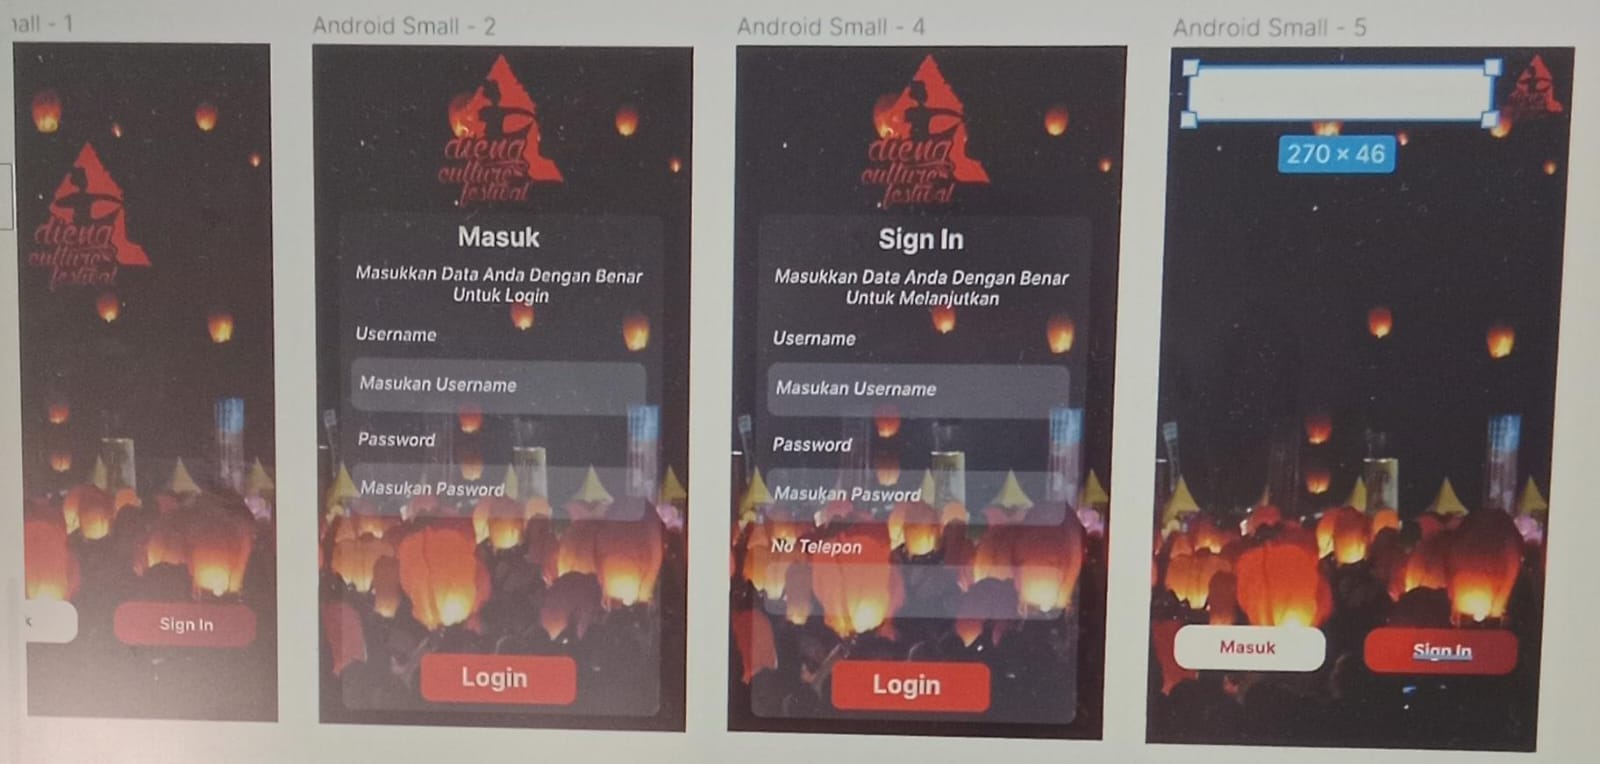 all - 1
Android Small - 2
Android Small - 4
Android Small - 5
dieng
culture
festival
Sign In
dieng
culture
festival
Masuk
Masukkan Data Anda Dengan Benar
Untuk Login
Username
Masukan Username
Password
Masukan Pasword
Login
dieng
culture
festival
Sign In
Masukkan Data Anda Dengan Benar
Untuk Melanjutkan
Username
Masukan Username
Password
Masukan Pasword
No Telepon
Login
270 × 46
Masuk
Sign In